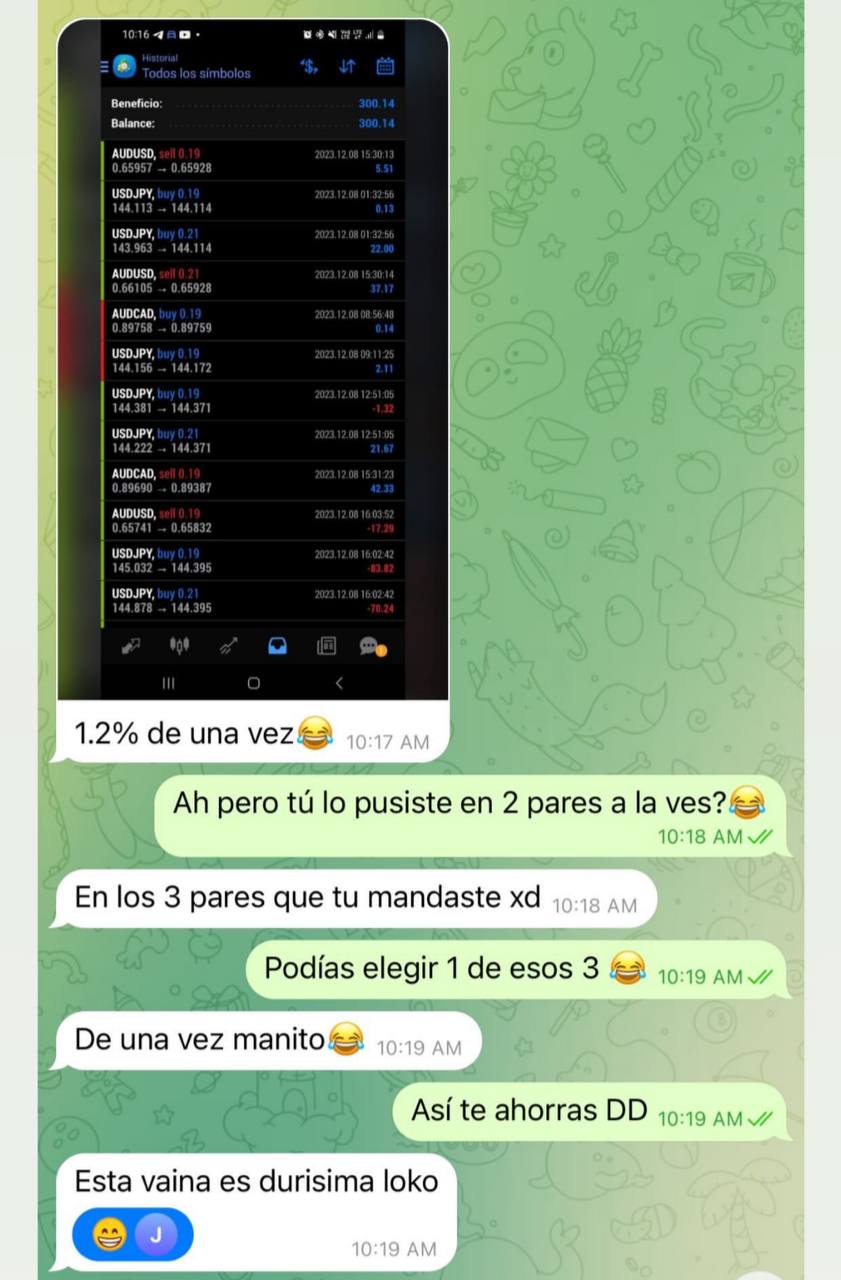 10:16
Historial
Todos los símbolos
Beneficio: 300.14
Balance: 300.14
AUDUSD, sell 0.19 2023.12.08 15:30:13
0.65957 → 0.65928 5.51
USDJPY, buy 0.19 2023.12.08 01:32:56
144.113 → 144.114 0.13
USDJPY, buy 0.21 2023.12.08 01:32:56
143.963 → 144.114 22.00
AUDUSD, sell 0.21 2023.12.08 15:30:14
0.66105 → 0.65928 37.17
AUDCAD, buy 0.19 2023.12.08 08:56:48
0.89758 → 0.89759 0.14
USDJPY, buy 0.19 2023.12.08 09:11:25
144.156 → 144.172 2.11
USDJPY, buy 0.19 2023.12.08 12:51:05
144.381 → 144.371 -1.32
USDJPY, buy 0.21 2023.12.08 12:51:05
144.222 → 144.371 21.67
AUDCAD, sell 0.19 2023.12.08 15:31:23
0.89690 → 0.89387 42.33
AUDUSD, sell 0.19 2023.12.08 16:03:52
0.65741 → 0.65832 -17.29
USDJPY, buy 0.19 2023.12.08 16:02:42
145.032 → 144.395 -83.82
USDJPY, buy 0.21 2023.12.08 16:02:42
144.878 → 144.395 -70.24
1.2% de una vez😂 10:17 AM
Ah pero tú lo pusiste en 2 pares a la ves?😂
10:18 AM
En los 3 pares que tu mandaste xd 10:18 AM
Podías elegir 1 de esos 3 😂 10:19 AM
De una vez manito😂 10:19 AM
Así te ahorras DD 10:19 AM
Esta vaina es durisima loko
😁 J 10:19 AM